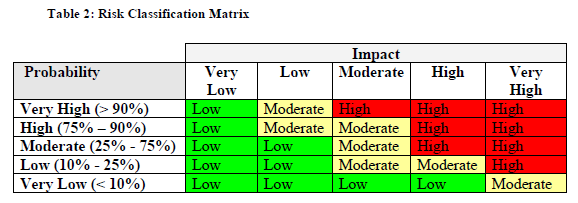 Table 2: Risk Classification Matrix
Impact
Probability Very Low Low Moderate High Very High
Very High (> 90%) Low Moderate High High High
High (75% – 90%) Low Moderate Moderate High High
Moderate (25% - 75%) Low Low Moderate High High
Low (10% - 25%) Low Low Moderate Moderate High
Very Low (< 10%) Low Low Low Low Moderate